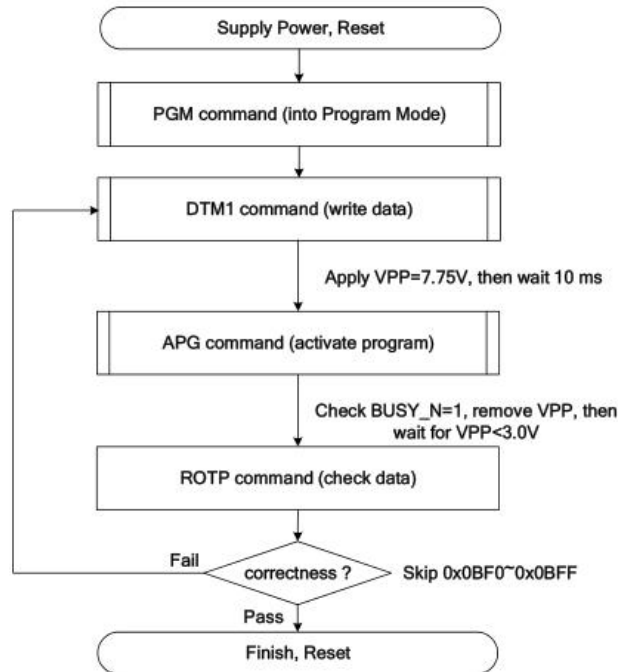 Supply Power, Reset
PGM command (into Program Mode)
DTM1 command (write data)
Apply VPP=7.75V, then wait 10 ms
APG command (activate program)
Check BUSY_N=1, remove VPP, then
wait for VPP<3.0V
ROTP command (check data)
Fail
correctness ?
Skip 0x0BF0~0x0BFF
Pass
Finish, Reset